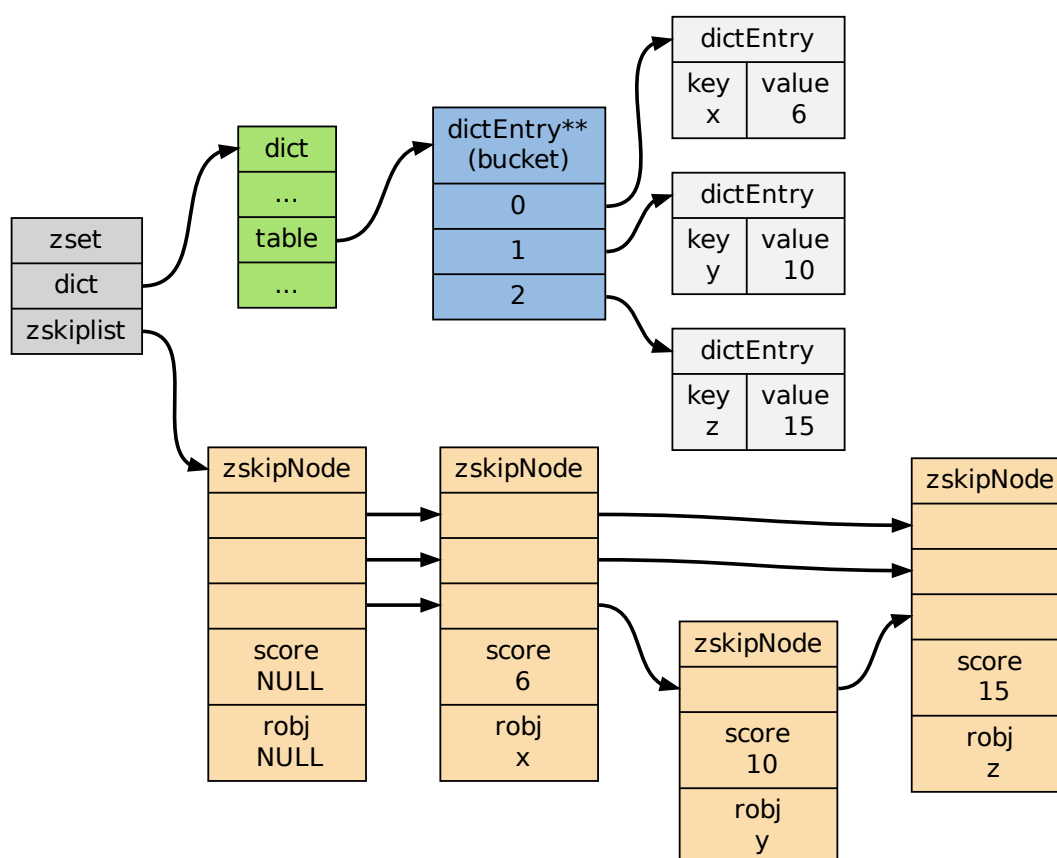 zset
dict
zskiplist
dict
...
table
...
dictEntry**
(bucket)
0
1
2
dictEntry
key
x
value
6
dictEntry
key
y
value
10
dictEntry
key
z
value
15
zskipNode
score
NULL
robj
NULL
zskipNode
score
6
robj
x
zskipNode
score
10
robj
y
zskipNode
score
15
robj
z